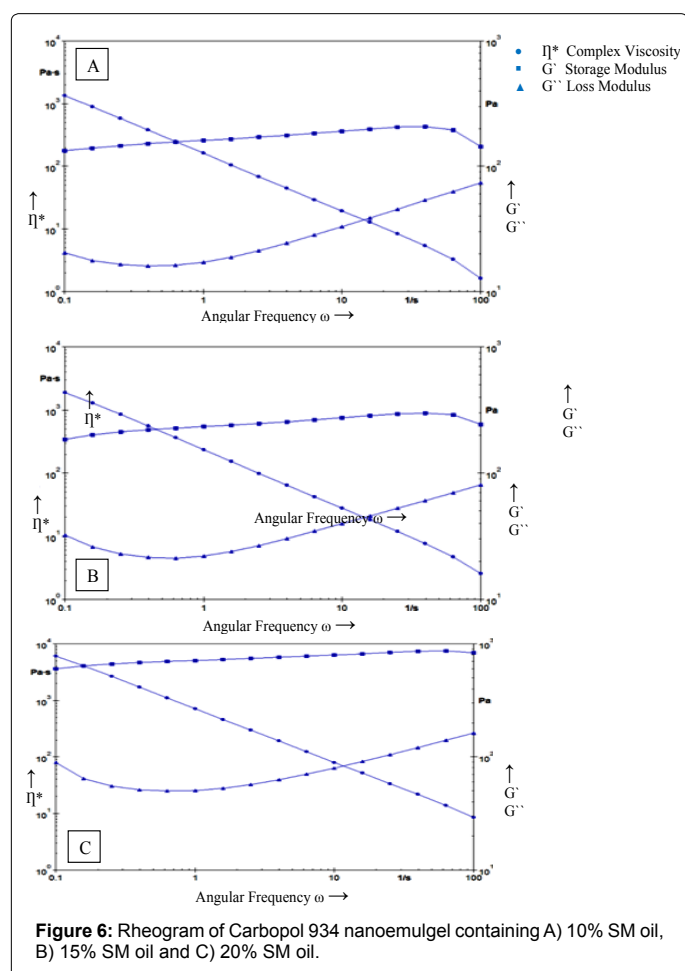 10⁴
Pa·s
10³
10²
10¹
10⁰
A
↑
η*
10³
Pa
10²
10¹
↑
G`
G``
0.1
1
10
1/s
100
Angular Frequency ω →
● η* Complex Viscosity
■ G` Storage Modulus
▲ G`` Loss Modulus
10⁴
Pa·s
10³
10²
10¹
10⁰
↑
η*
↑
η*
B
10³
Pa
10²
10¹
↑
G`
G``
↑
G`
G``
Angular Frequency ω →
0.1
1
10
1/s
100
Angular Frequency ω →
10⁴
Pa·s
10³
10²
10¹
10⁰
↑
η*
C
10³
Pa
10²
10¹
↑
G`
G``
0.1
1
10
1/s
100
Angular Frequency ω →
Figure 6: Rheogram of Carbopol 934 nanoemulgel containing A) 10% SM oil,
B) 15% SM oil and C) 20% SM oil.